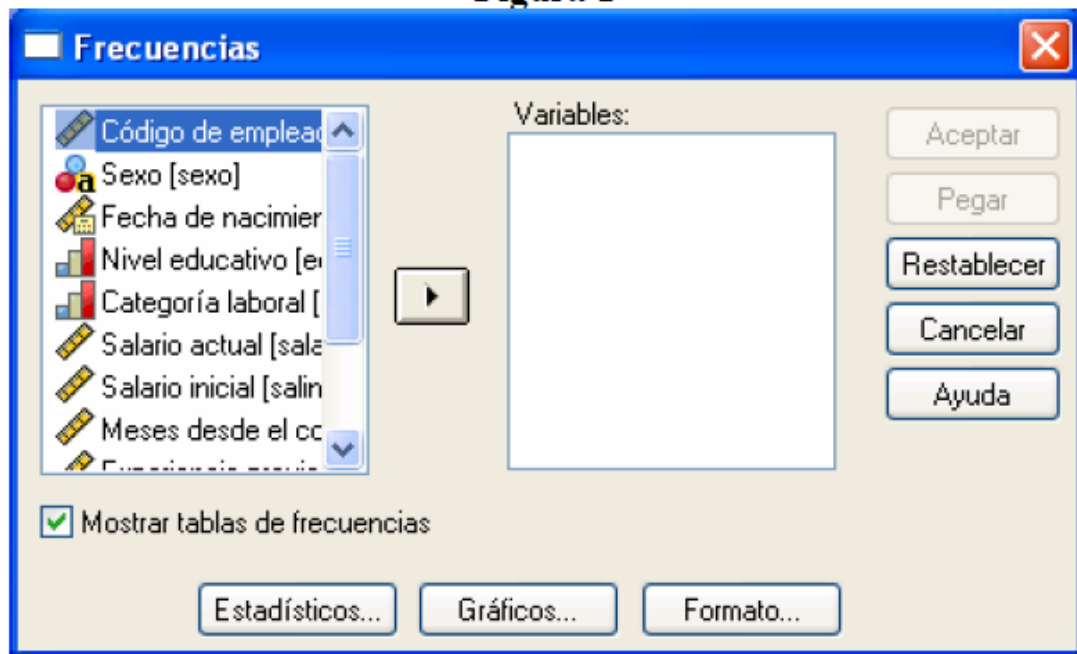 Frecuencias
Código de emplead
Sexo [sexo]
Fecha de nacimier
Nivel educativo [e
Categoría laboral [
Salario actual [sala
Salario inicial [salin
Meses desde el co
Variables:
Aceptar
Pegar
Restablecer
Cancelar
Ayuda
Mostrar tablas de frecuencias
Estadísticos...
Gráficos...
Formato...